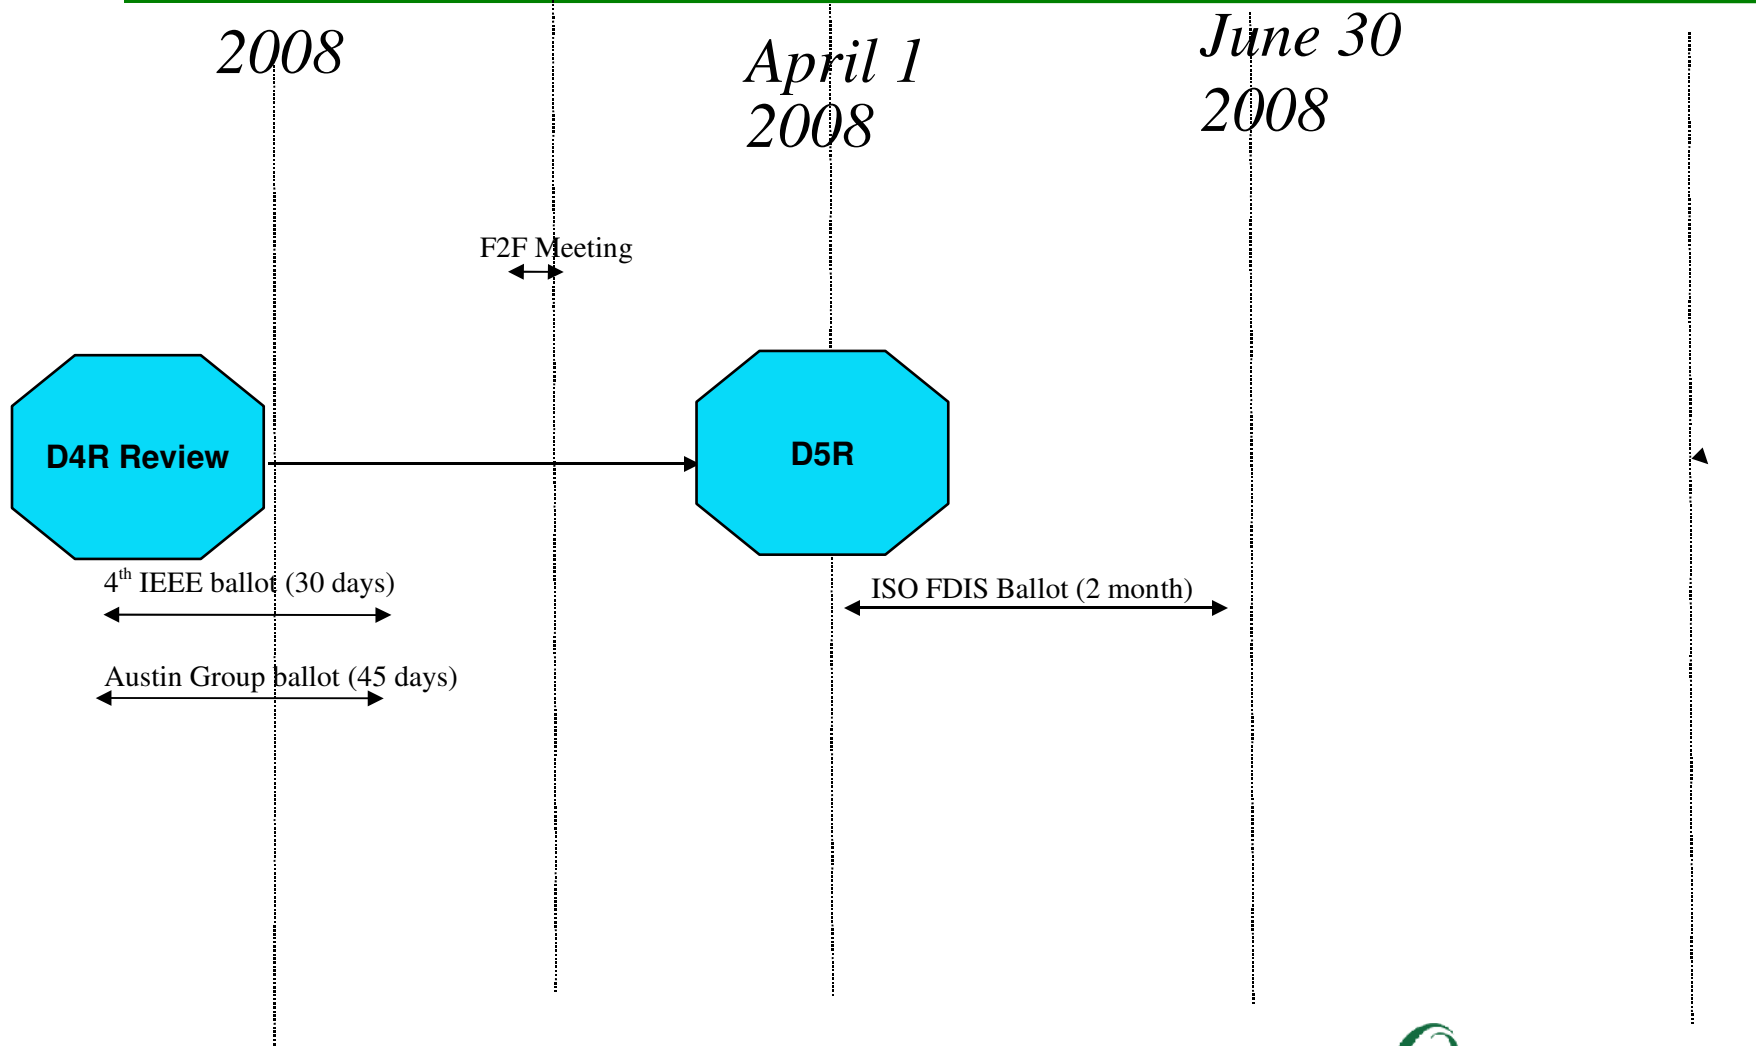 2008
April 1
2008
June 30
2008
F2F Meeting
D4R Review
D5R
4th IEEE ballot (30 days)
ISO FDIS Ballot (2 month)
Austin Group ballot (45 days)